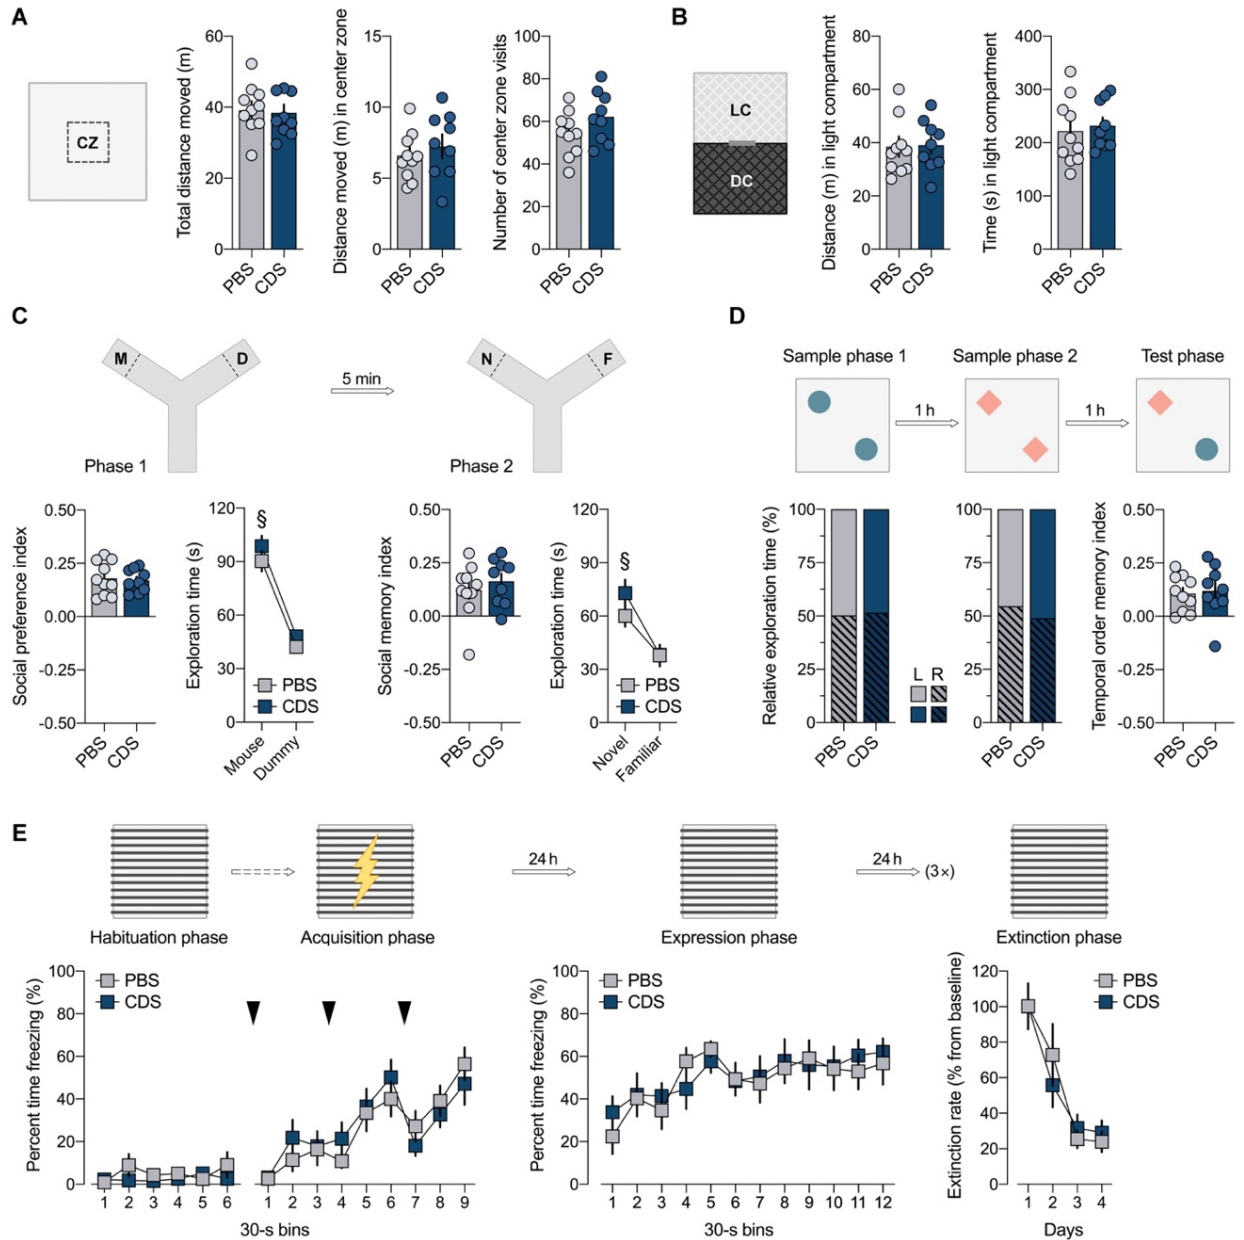 A
CZ
Total distance moved (m)
60
40
20
0
PBS
CDS
Distance moved (m) in center zone
15
10
5
0
PBS
CDS
Number of center zone visits
100
80
60
40
20
0
PBS
CDS
B
LC
DC
Distance (m) in light compartment
80
60
40
20
0
PBS
CDS
Time (s) in light compartment
400
300
200
100
0
PBS
CDS
C
M
D
5 min
N
F
Phase 1
Phase 2
Social preference index
0.50
0.25
0.00
-0.25
-0.50
PBS
CDS
Exploration time (s)
120
90
60
30
0
§
PBS
CDS
Mouse
Dummy
Social memory index
0.50
0.25
0.00
-0.25
-0.50
PBS
CDS
Exploration time (s)
120
90
60
30
0
§
PBS
CDS
Novel
Familiar
D
Sample phase 1
Sample phase 2
Test phase
1 h
1 h
Relative exploration time (%)
100
75
50
25
0
PBS
CDS
L R
100
75
50
25
0
PBS
CDS
Temporal order memory index
0.50
0.25
0.00
-0.25
-0.50
PBS
CDS
E
24 h
24 h
(3×)
Habituation phase
Acquisition phase
Expression phase
Extinction phase
Percent time freezing (%)
100
80
60
40
20
0
PBS
CDS
1 2 3 4 5 6
1 2 3 4 5 6 7 8 9
30-s bins
Percent time freezing (%)
100
80
60
40
20
0
PBS
CDS
1 2 3 4 5 6 7 8 9 10 11 12
30-s bins
Extinction rate (% from baseline)
120
100
80
60
40
20
0
PBS
CDS
1 2 3 4
Days